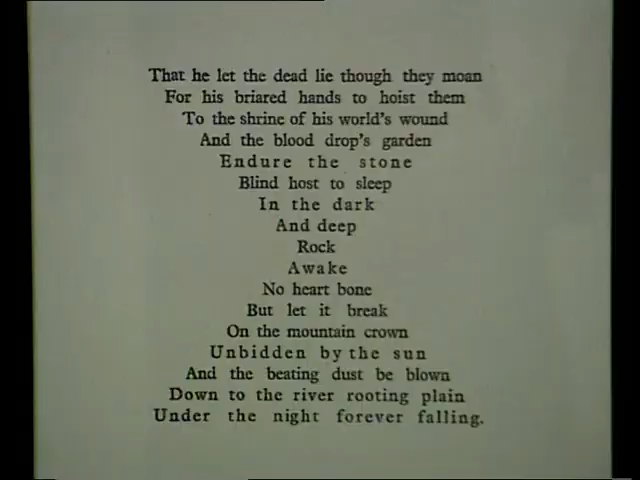 That he let the dead lie though they moan
For his briared hands to hoist them
To the shrine of his world's wound
And the blood drop's garden
Endure the stone
Blind host to sleep
In the dark
And deep
Rock
Awake
No heart bone
But let it break
On the mountain crown
Unbidden by the sun
And the beating dust be blown
Down to the river rooting plain
Under the night forever falling.